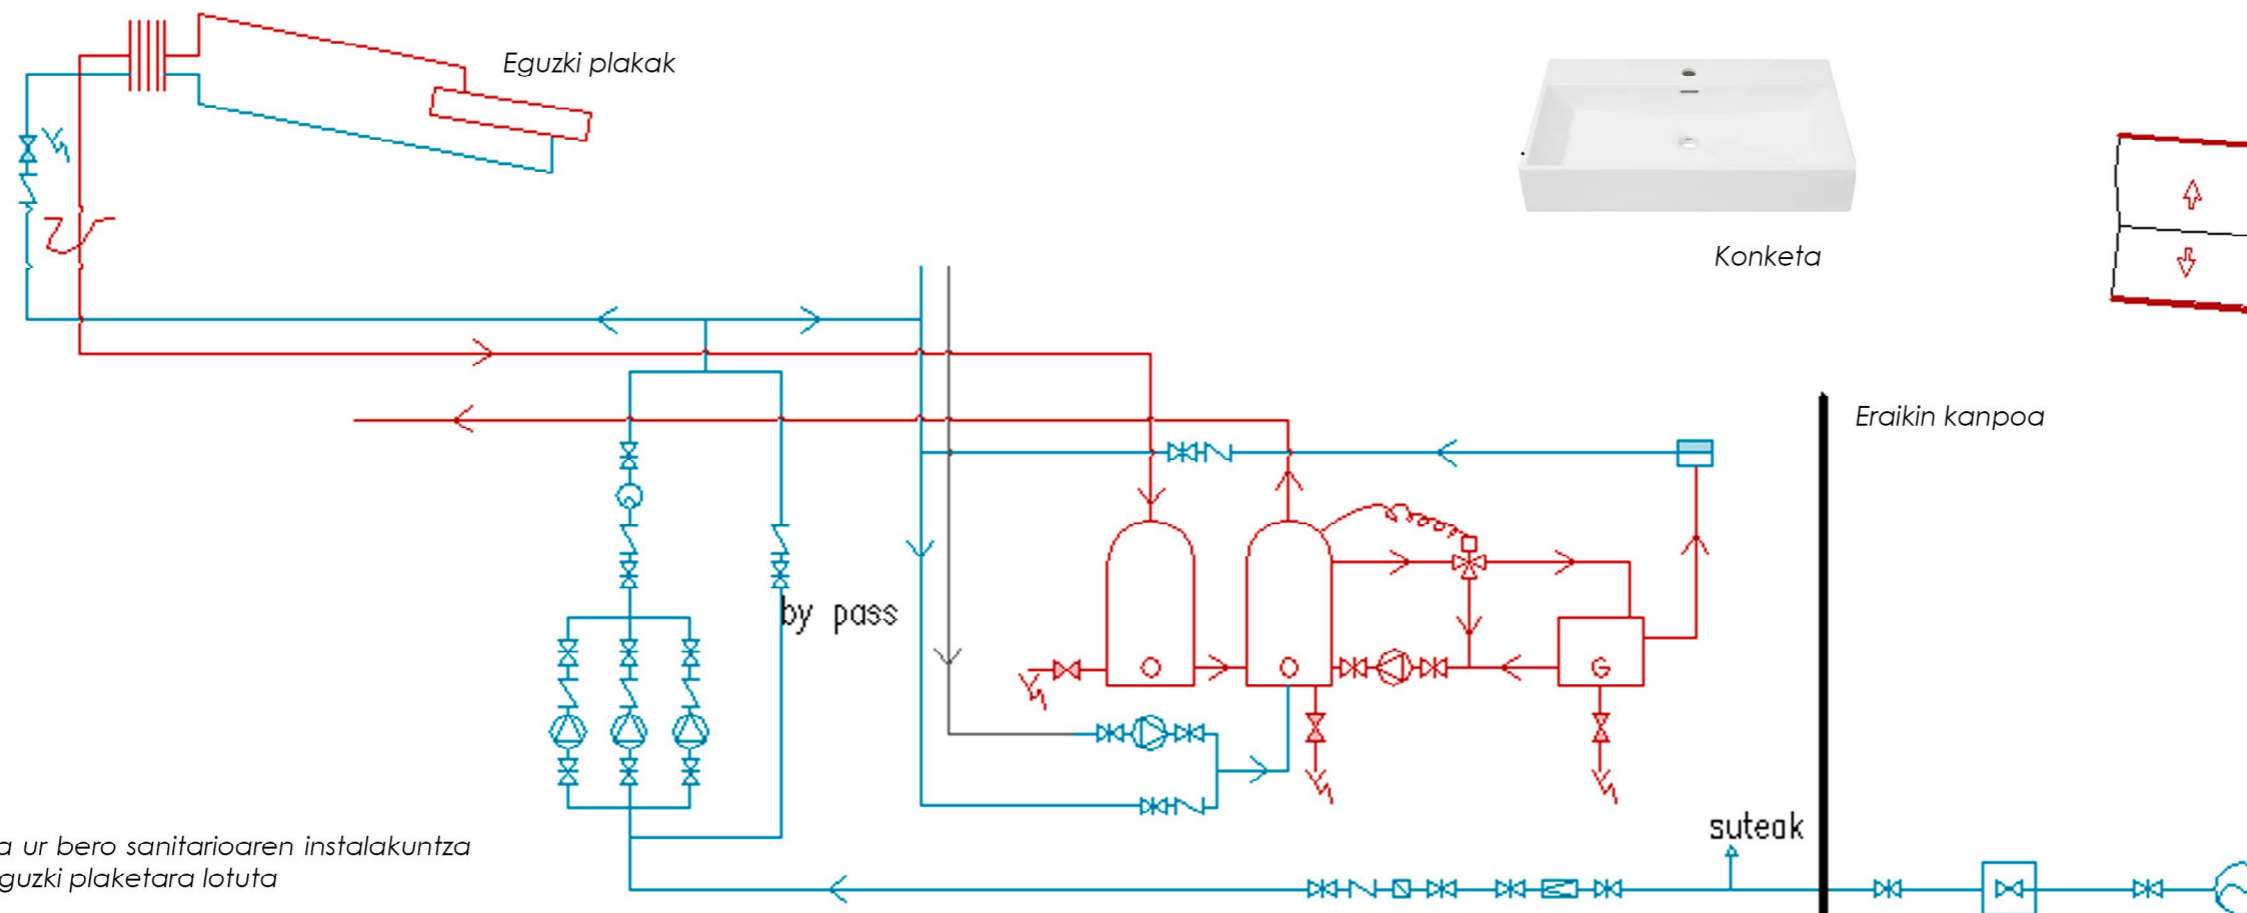 Eguzki plakak
Konketa
Eraikin kanpoa
by pass
O
O
G
suteak
a ur bero sanitarioaren instalakuntza
guzki plaketara lotuta